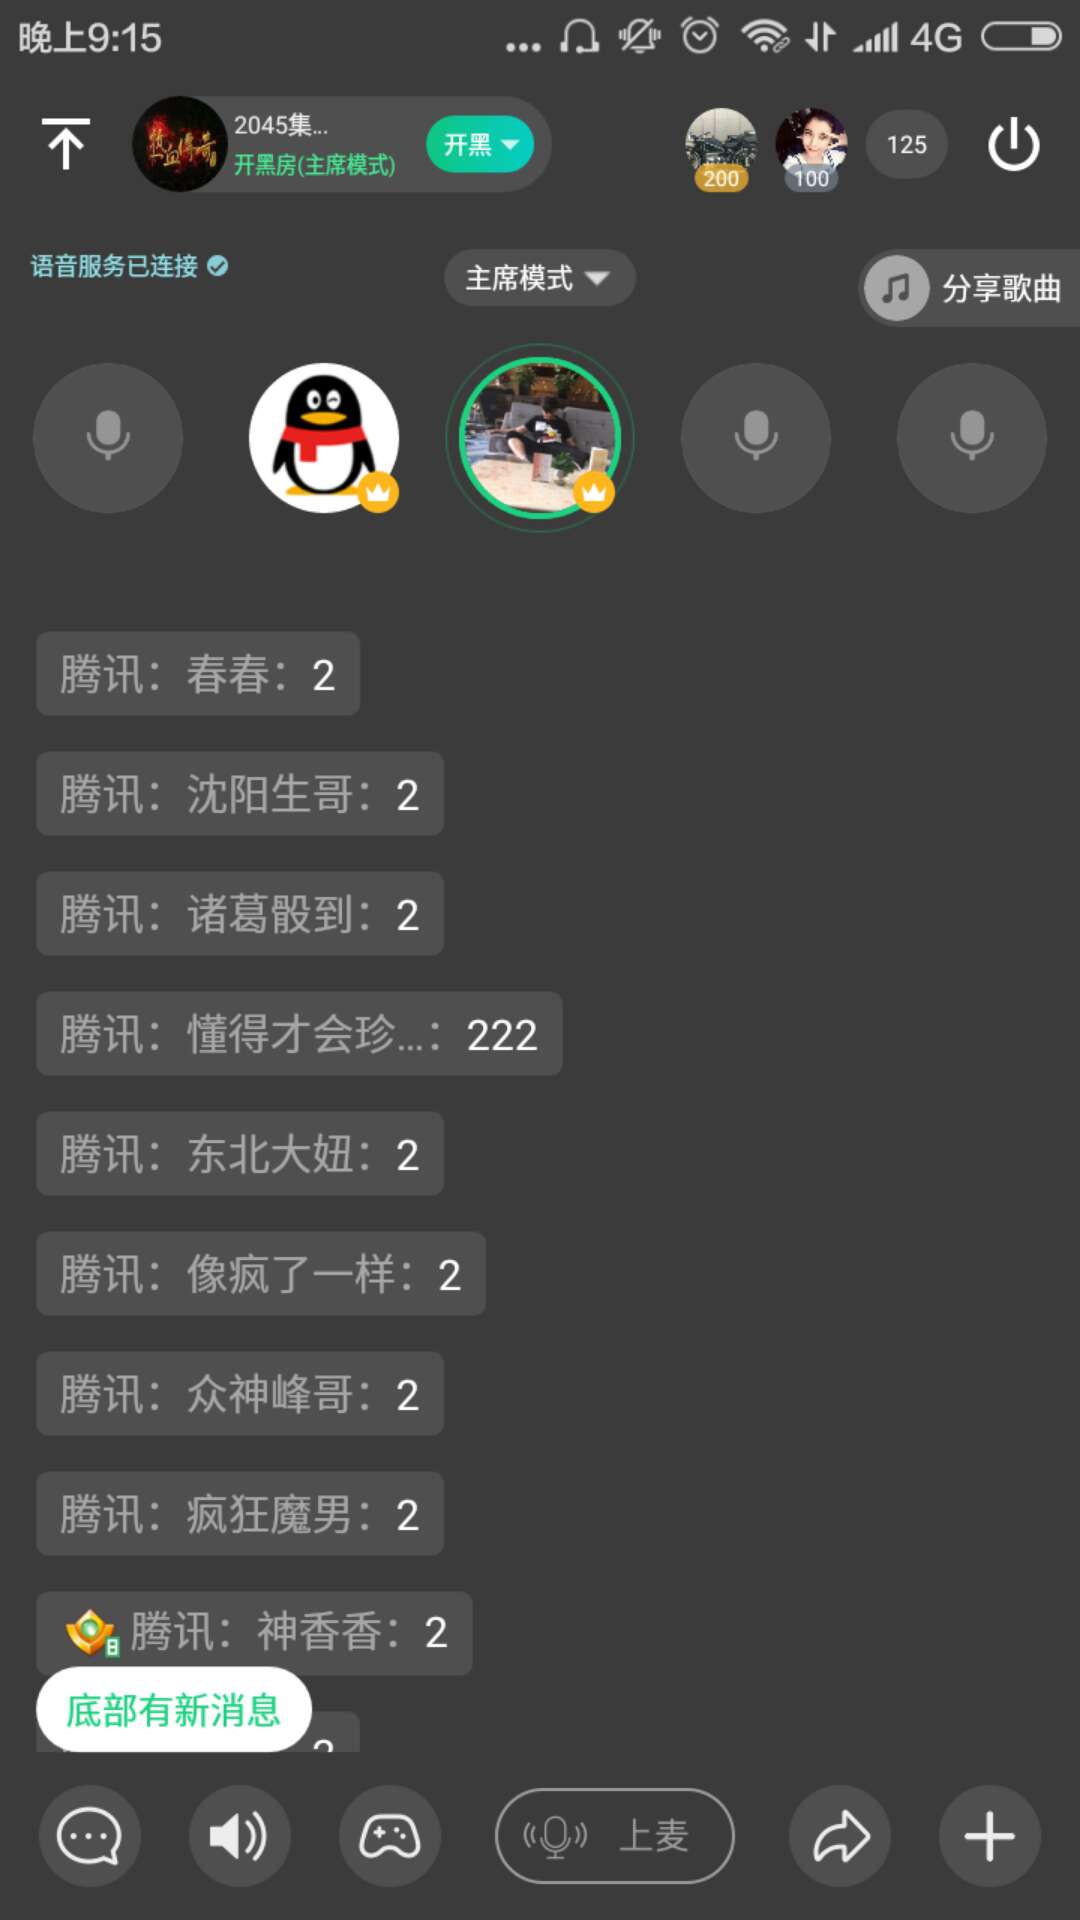 晚上9:15
4G
热血传奇
2045集...
开黑房(主席模式)
开黑
200
100
125
语音服务已连接
主席模式
分享歌曲
腾讯：春春：2
腾讯：沈阳生哥：2
腾讯：诸葛骰到：2
腾讯：懂得才会珍...：222
腾讯：东北大妞：2
腾讯：像疯了一样：2
腾讯：众神峰哥：2
腾讯：疯狂魔男：2
8 腾讯：神香香：2
底部有新消息
上麦